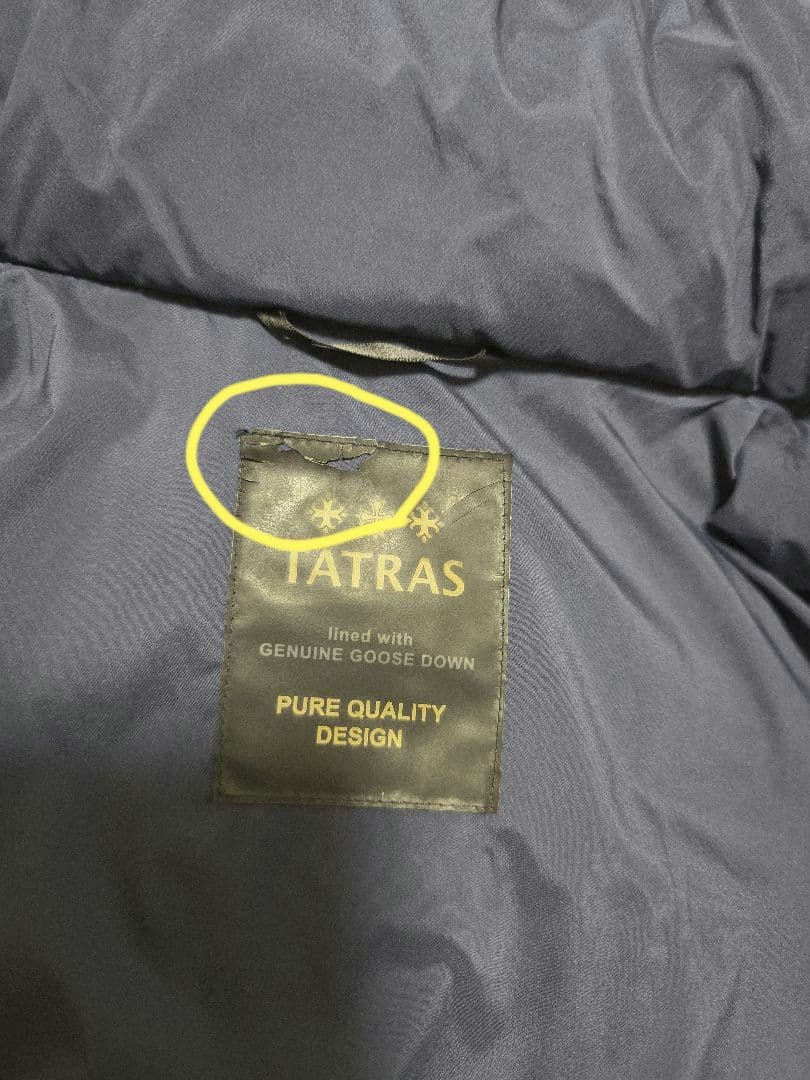 TATRAS
lined with
GENUINE GOOSE DOWN
PURE QUALITY
DESIGN